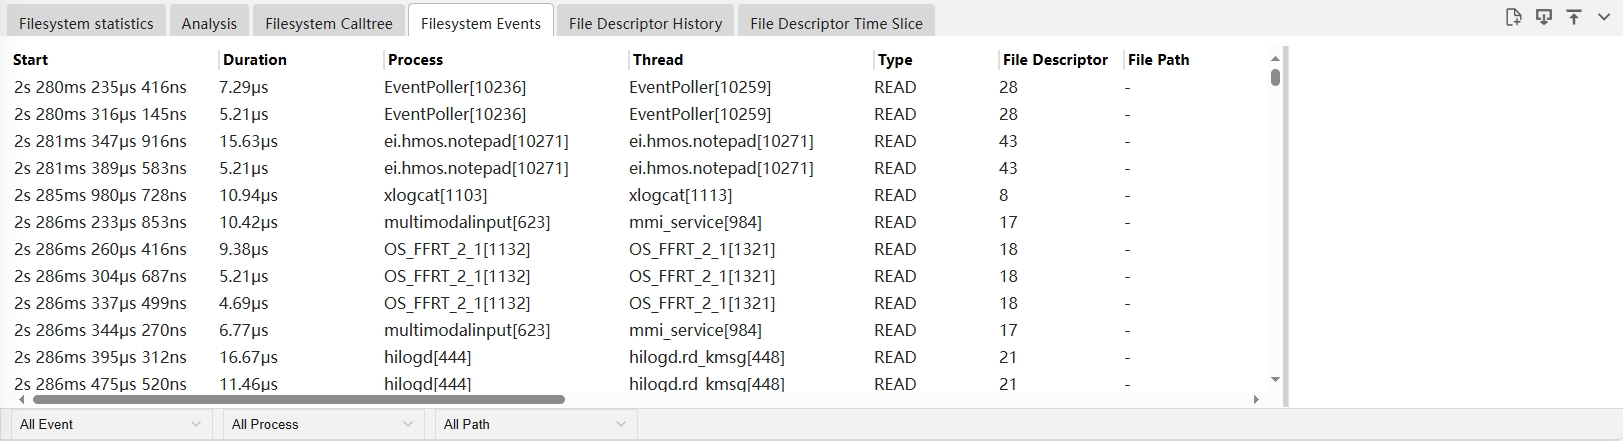 Filesystem statistics Analysis Filesystem Calltree Filesystem Events File Descriptor History File Descriptor Time Slice
Start Duration Process Thread Type File Descriptor File Path
2s 280ms 235μs 416ns 7.29μs EventPoller[10236] EventPoller[10259] READ 28 -
2s 280ms 316μs 145ns 5.21μs EventPoller[10236] EventPoller[10259] READ 28 -
2s 281ms 347μs 916ns 15.63μs ei.hmos.notepad[10271] ei.hmos.notepad[10271] READ 43 -
2s 281ms 389μs 583ns 5.21μs ei.hmos.notepad[10271] ei.hmos.notepad[10271] READ 43 -
2s 285ms 980μs 728ns 10.94μs xlogcat[1103] xlogcat[1113] READ 8 -
2s 286ms 233μs 853ns 10.42μs multimodalinput[623] mmi_service[984] READ 17 -
2s 286ms 260μs 416ns 9.38μs OS_FFRT_2_1[1132] OS_FFRT_2_1[1321] READ 18 -
2s 286ms 304μs 687ns 5.21μs OS_FFRT_2_1[1132] OS_FFRT_2_1[1321] READ 18 -
2s 286ms 337μs 499ns 4.69μs OS_FFRT_2_1[1132] OS_FFRT_2_1[1321] READ 18 -
2s 286ms 344μs 270ns 6.77μs multimodalinput[623] mmi_service[984] READ 17 -
2s 286ms 395μs 312ns 16.67μs hilogd[444] hilogd.rd_kmsg[448] READ 21 -
2s 286ms 475μs 520ns 11.46μs hilogd[444] hilogd.rd_kmsg[448] READ 21 -
All Event All Process All Path